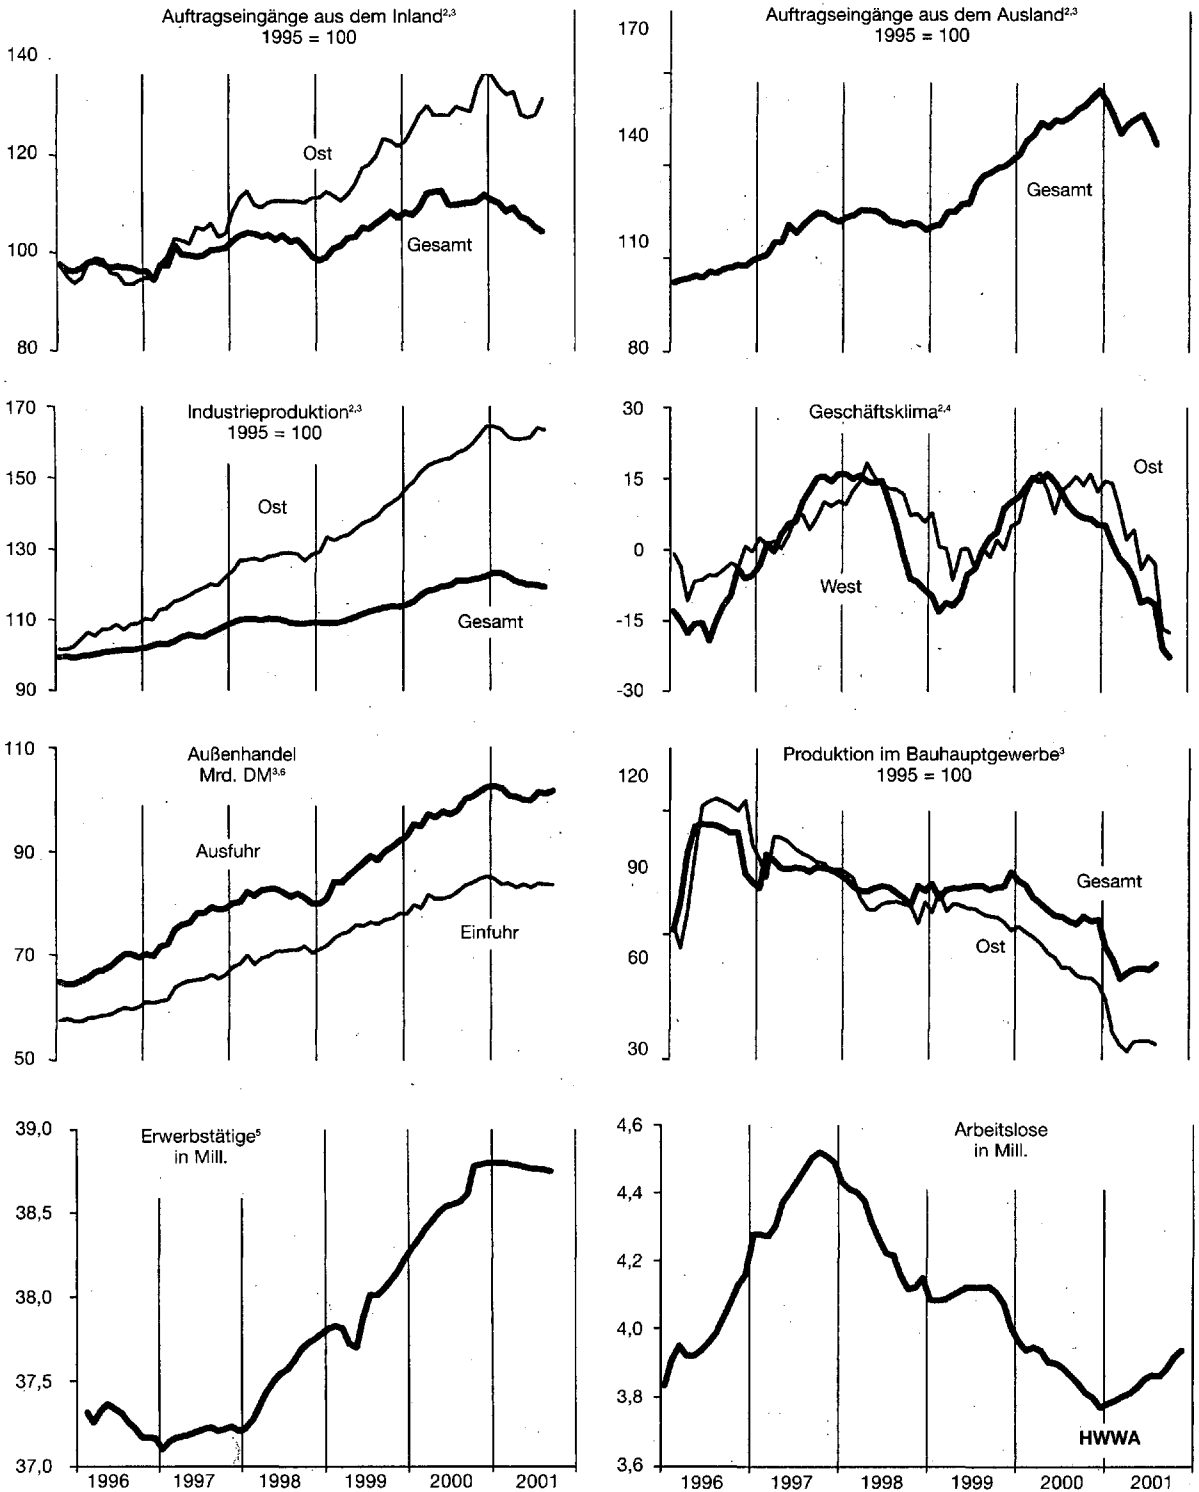 Auftragseingänge aus dem Inland²,³
1995 = 100
140
120
100
80
Ost
Gesamt
Auftragseingänge aus dem Ausland²,³
1995 = 100
170
140
110
80
Gesamt
Industrieproduktion²,³
1995 = 100
170
150
130
110
90
Ost
Gesamt
Geschäftsklima²,⁴
30
15
0
-15
-30
Ost
West
Außenhandel
Mrd. DM³,⁶
110
90
70
50
Ausfuhr
Einfuhr
Produktion im Bauhauptgewerbe³
1995 = 100
120
90
60
30
Gesamt
Ost
Erwerbstätige⁵
in Mill.
39,0
38,5
38,0
37,5
37,0
1996 1997 1998 1999 2000 2001
Arbeitslose
in Mill.
4,6
4,4
4,2
4,0
3,8
3,6
HWWA
1996 1997 1998 1999 2000 2001